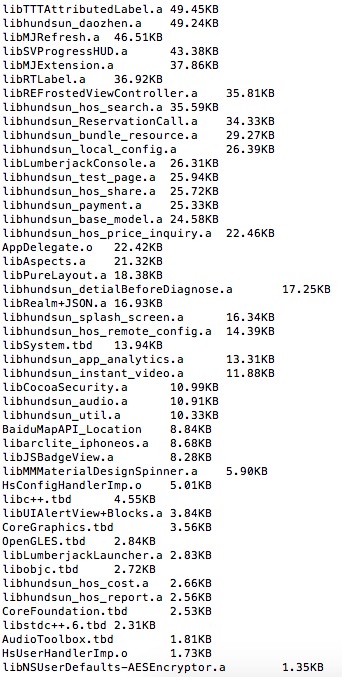 libTTTAttributedLabel.a 49.45KB
libhundsun_daozhen.a 49.24KB
libMJRefresh.a 46.51KB
libSVProgressHUD.a 43.38KB
libMJExtension.a 37.86KB
libRTLabel.a 36.92KB
libREFrostedViewController.a 35.81KB
libhundsun_hos_search.a 35.59KB
libhundsun_ReservationCall.a 34.33KB
libhundsun_bundle_resource.a 29.27KB
libhundsun_local_config.a 26.39KB
libLumberjackConsole.a 26.31KB
libhundsun_test_page.a 25.94KB
libhundsun_hos_share.a 25.72KB
libhundsun_payment.a 25.33KB
libhundsun_base_model.a 24.58KB
libhundsun_hos_price_inquiry.a 22.46KB
AppDelegate.o 22.42KB
libAspects.a 21.32KB
libPureLayout.a 18.38KB
libhundsun_detialBeforeDiagnose.a 17.25KB
libRealm+JSON.a 16.93KB
libhundsun_splash_screen.a 16.34KB
libhundsun_hos_remote_config.a 14.39KB
libSystem.tbd 13.94KB
libhundsun_app_analytics.a 13.31KB
libhundsun_instant_video.a 11.88KB
libCocoaSecurity.a 10.99KB
libhundsun_audio.a 10.91KB
libhundsun_util.a 10.33KB
BaiduMapAPI_Location 8.84KB
libarclite_iphoneos.a 8.68KB
libJSBadgeView.a 8.28KB
libMMMaterialDesignSpinner.a 5.90KB
HsConfigHandlerImp.o 5.01KB
libc++.tbd 4.55KB
libUIAlertView+Blocks.a 3.84KB
CoreGraphics.tbd 3.56KB
OpenGLES.tbd 2.84KB
libLumberjackLauncher.a 2.83KB
libobjc.tbd 2.72KB
libhundsun_hos_cost.a 2.66KB
libhundsun_hos_report.a 2.56KB
CoreFoundation.tbd 2.53KB
libstdc++.6.tbd 2.31KB
AudioToolbox.tbd 1.81KB
HsUserHandlerImp.o 1.73KB
libNSUserDefaults-AESEncryptor.a 1.35KB